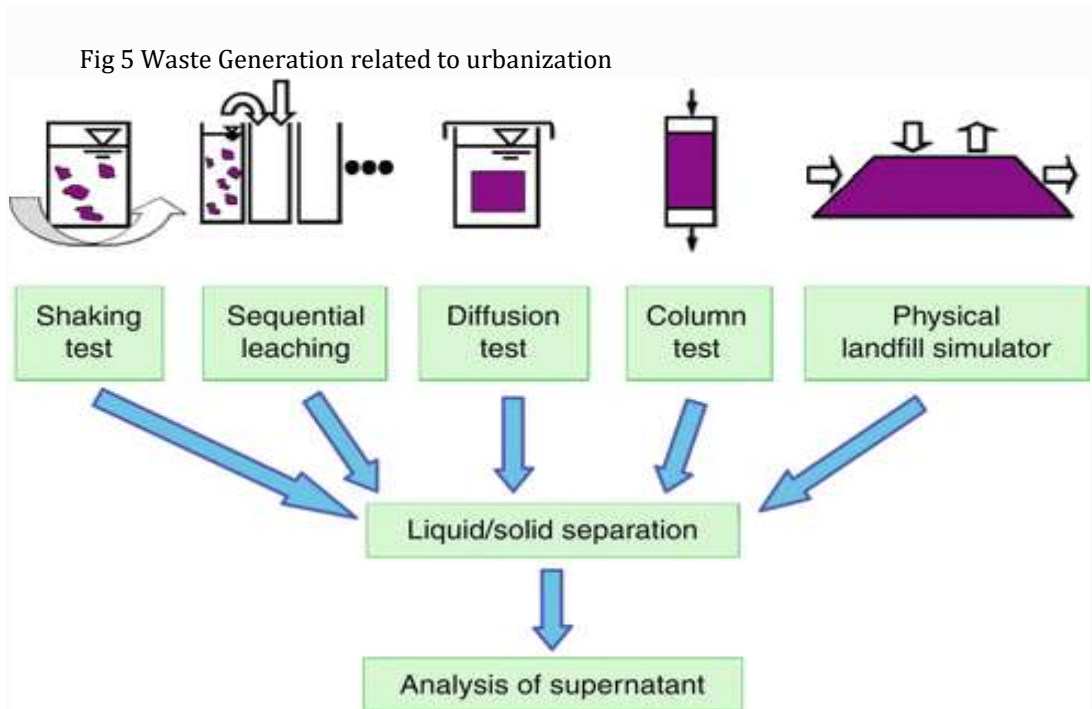 Fig 5 Waste Generation related to urbanization
Shaking
test
Sequential
leaching
Diffusion
test
Column
test
Physical
landfill simulator
Liquid/solid separation
Analysis of supernatant